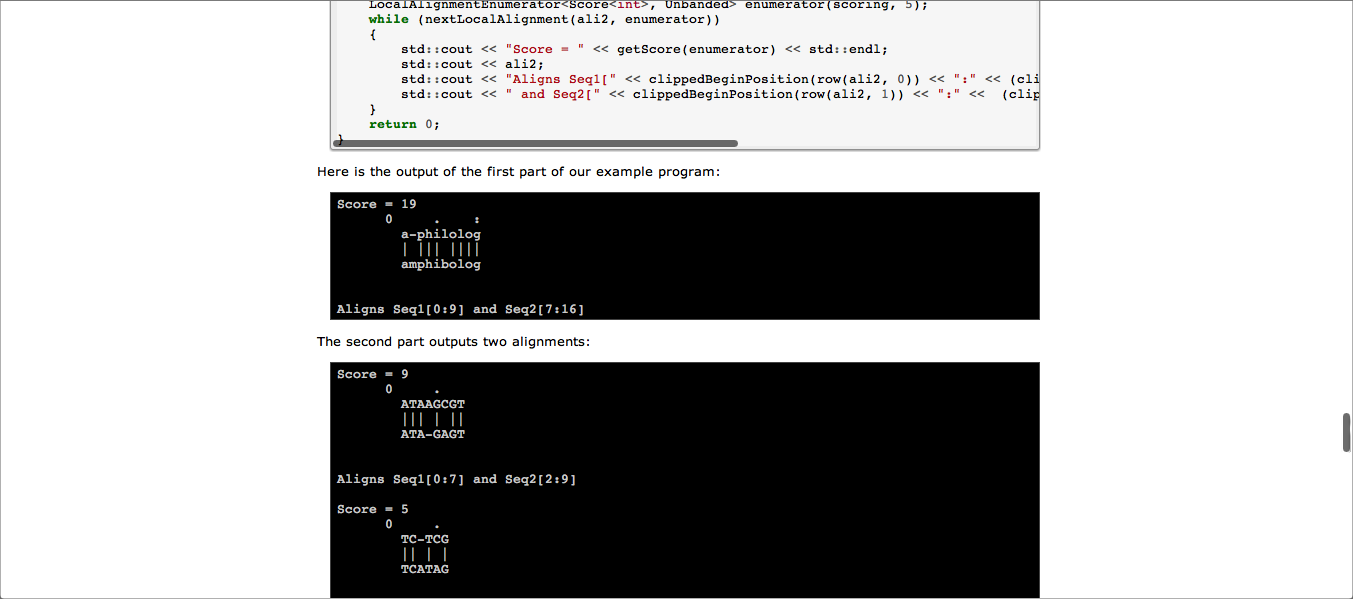 LocalAlignmentEnumerator<Score<int>, Unbanded> enumerator(scoring, 5);
while (nextLocalAlignment(ali2, enumerator))
{
std::cout << "Score = " << getScore(enumerator) << std::endl;
std::cout << ali2;
std::cout << "Aligns Seq1[" << clippedBeginPosition(row(ali2, 0)) << ":" << (cli
std::cout << " and Seq2[" << clippedBeginPosition(row(ali2, 1)) << ":" <<  (clip
}
return 0;
}
Here is the output of the first part of our example program:
Score = 19
0     .    :
a-philolog
| ||| ||||
amphibolog
Aligns Seq1[0:9] and Seq2[7:16]
The second part outputs two alignments:
Score = 9
0     .
ATAAGCGT
||| | ||
ATA-GAGT
Aligns Seq1[0:7] and Seq2[2:9]
Score = 5
0     .
TC-TCG
|| | |
TCATAG